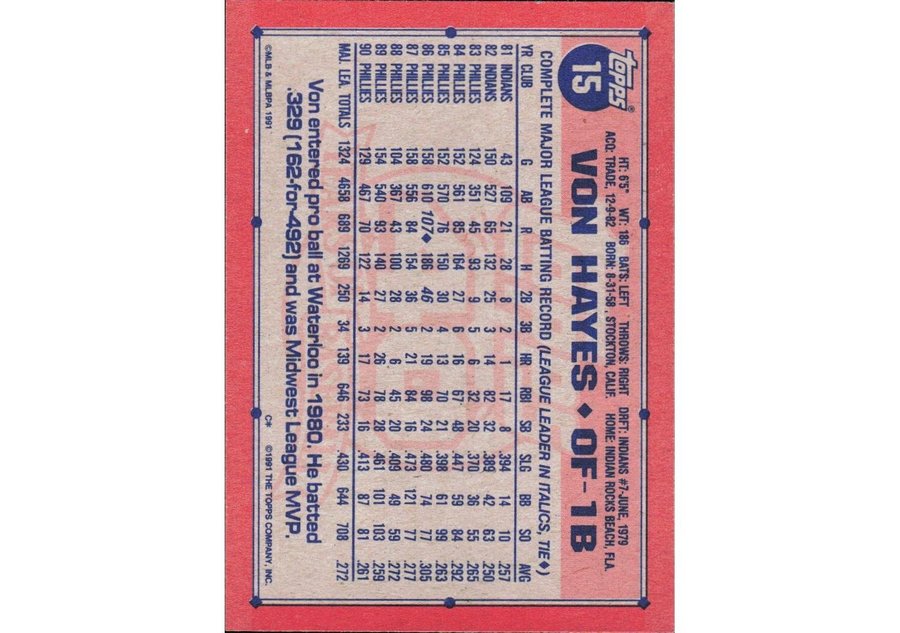 Topps®
15
HT: 6'5" WT: 186 BATS: LEFT THROWS: RIGHT DRFT: INDIANS #7-JUNE, 1979
ACQ: TRADE, 12-9-82 BORN: 8-31-58, STOCKTON, CALIF. HOME: INDIAN ROCKS BEACH, FLA.
VON HAYES ♦ OF-1B
COMPLETE MAJOR LEAGUE BATTING RECORD (LEAGUE LEADER IN ITALICS, TIE♦)
YR CLUB G AB R H 2B 3B HR RBI SB SLG BB SO AVG
81 INDIANS 43 109 21 28 8 2 1 17 8 .394 14 10 .257
82 INDIANS 150 527 65 132 25 3 14 82 32 .389 42 63 .250
83 PHILLIES 124 351 45 93 9 5 6 32 20 .370 36 55 .265
84 PHILLIES 152 561 85 164 27 6 16 67 48 .447 59 84 .292
85 PHILLIES 152 570 76 150 30 4 13 70 21 .398 61 99 .263
86 PHILLIES 158 610 107♦ 186 46 2 19 98 24 .480 74 77 .305
87 PHILLIES 158 556 84 154 36 5 21 84 16 .473 121 77 .277
88 PHILLIES 104 367 43 100 28 2 6 45 20 .409 49 59 .272
89 PHILLIES 154 540 93 140 27 2 26 78 28 .461 101 103 .259
90 PHILLIES 129 467 70 122 14 3 17 73 16 .413 87 81 .261
MAJ. LEA. TOTALS 1324 4658 689 1269 250 34 139 646 233 .430 644 708 .272
Von entered pro ball at Waterloo in 1980. He batted
.329 (162-for-492) and was Midwest League MVP.
©MLB & MLBPA 1991 C* ©1991 THE TOPPS COMPANY, INC.